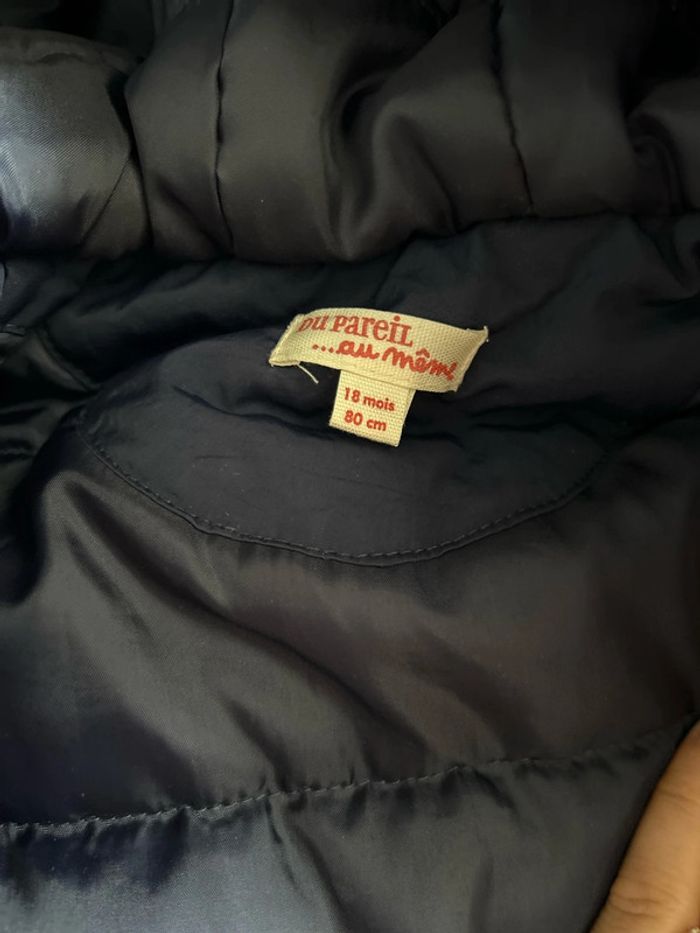 DU PAREIL
...au même
18 mois
80 cm